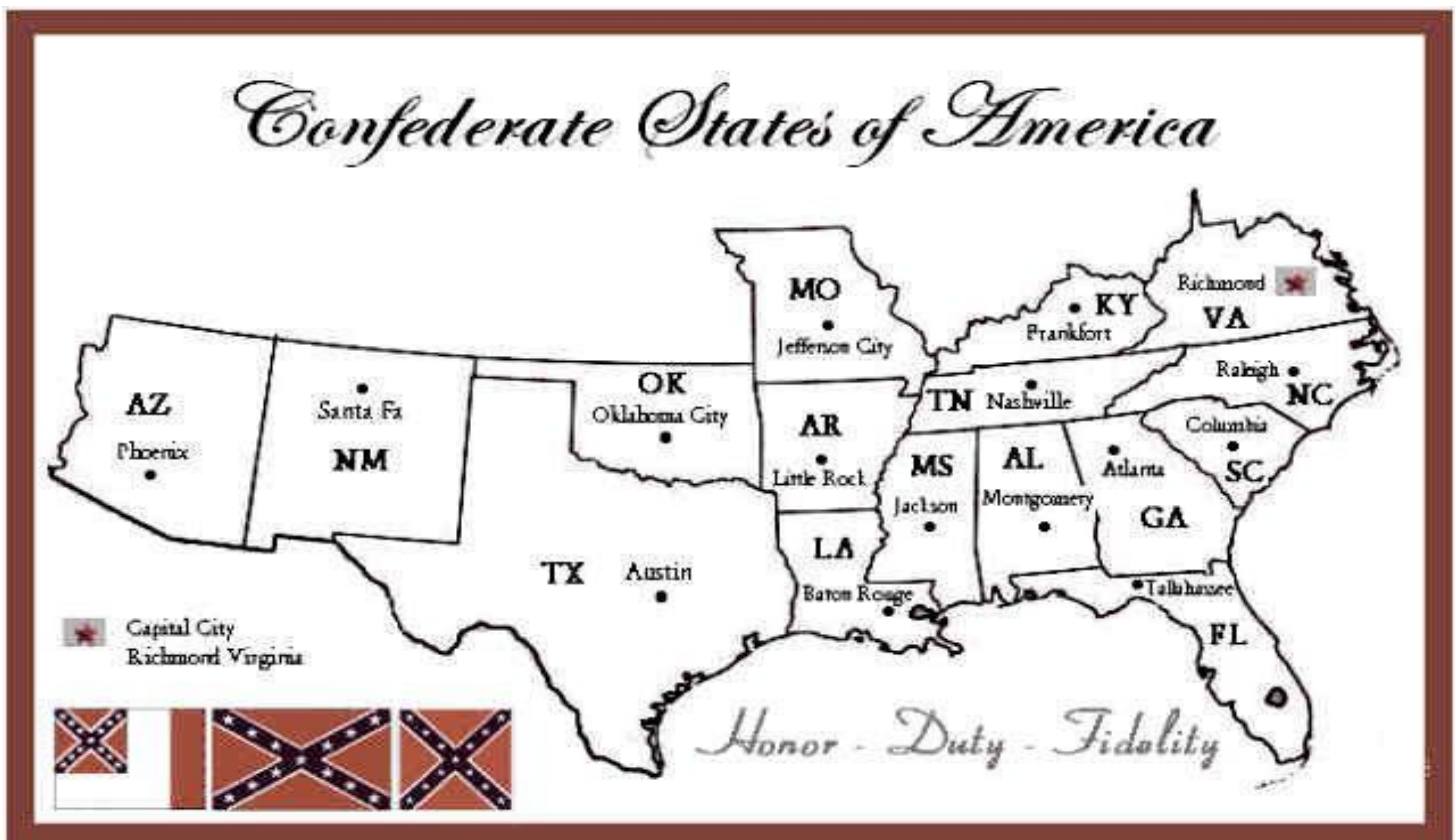 Confederate States of America
MO
Jefferson City
Richmond
VA
KY
Frankfort
AZ
Phoenix
Santa Fa
NM
OK
Oklahoma City
AR
Little Rock
TN Nashville
Raleigh
NC
Columbia
SC
MS
Jackson
AL
Montgomery
Atlanta
GA
TX Austin
LA
Baton Rouge
Tallahassee
FL
Capital City
Richmond Virginia
Honor - Duty - Fidelity